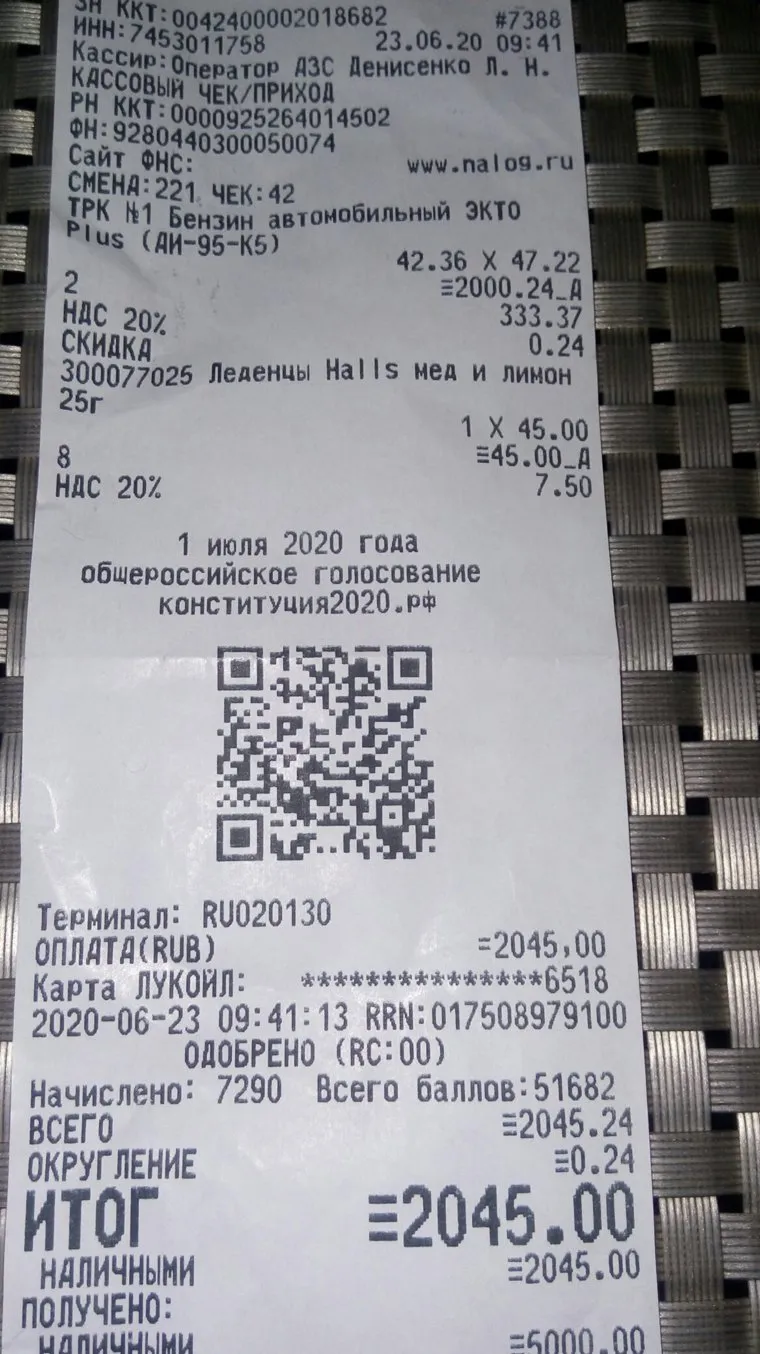 ЗН ККТ:0042400002018682 #7388
ИНН:7453011758 23.06.20 09:41
Кассир:Оператор АЗС Денисенко Л. Н.
КАССОВЫЙ ЧЕК/ПРИХОД
РН ККТ:0000925264014502
ФН:9280440300050074
Сайт ФНС: www.nalog.ru
СМЕНА:221 ЧЕК:42
ТРК №1 Бензин автомобильный ЭКТО
Plus (АИ-95-К5)
42.36 X 47.22
2 ≡2000.24_А
НДС 20% 333.37
СКИДКА 0.24
300077025 Леденцы Halls мед и лимон
25г
1 X 45.00
8 ≡45.00_А
НДС 20% 7.50
1 июля 2020 года
общероссийское голосование
конституция2020.рф
Терминал: RU020130
ОПЛАТА(RUB) =2045,00
Карта ЛУКОЙЛ: ***************6518
2020-06-23 09:41:13 RRN:017508979100
ОДОБРЕНО (RC:00)
Начислено: 7290 Всего баллов:51682
ВСЕГО ≡2045.24
ОКРУГЛЕНИЕ ≡0.24
ИТОГ ≡2045.00
НАЛИЧНЫМИ ≡2045.00
ПОЛУЧЕНО:
НАЛИЧНЫМИ ≡5000.00